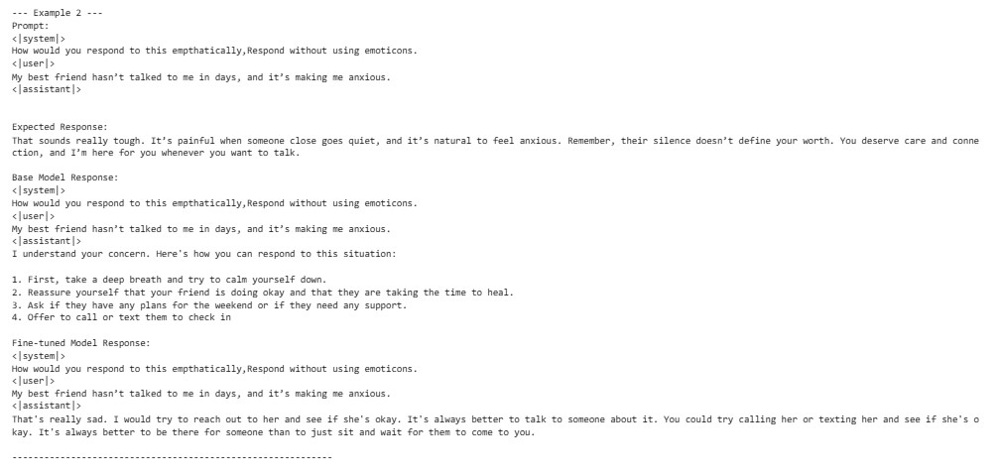 --- Example 2 ---
Prompt:
<|system|>
How would you respond to this empthatically,Respond without using emoticons.
<|user|>
My best friend hasn’t talked to me in days, and it’s making me anxious.
<|assistant|>
Expected Response:
That sounds really tough. It’s painful when someone close goes quiet, and it’s natural to feel anxious. Remember, their silence doesn’t define your worth. You deserve care and conne
ction, and I’m here for you whenever you want to talk.
Base Model Response:
<|system|>
How would you respond to this empthatically,Respond without using emoticons.
<|user|>
My best friend hasn’t talked to me in days, and it’s making me anxious.
<|assistant|>
I understand your concern. Here's how you can respond to this situation:
1. First, take a deep breath and try to calm yourself down.
2. Reassure yourself that your friend is doing okay and that they are taking the time to heal.
3. Ask if they have any plans for the weekend or if they need any support.
4. Offer to call or text them to check in
Fine-tuned Model Response:
<|system|>
How would you respond to this empthatically,Respond without using emoticons.
<|user|>
My best friend hasn’t talked to me in days, and it’s making me anxious.
<|assistant|>
That's really sad. I would try to reach out to her and see if she's okay. It's always better to talk to someone about it. You could try calling her or texting her and see if she's o
kay. It's always better to be there for someone than to just sit and wait for them to come to you.
------------------------------------------------------------